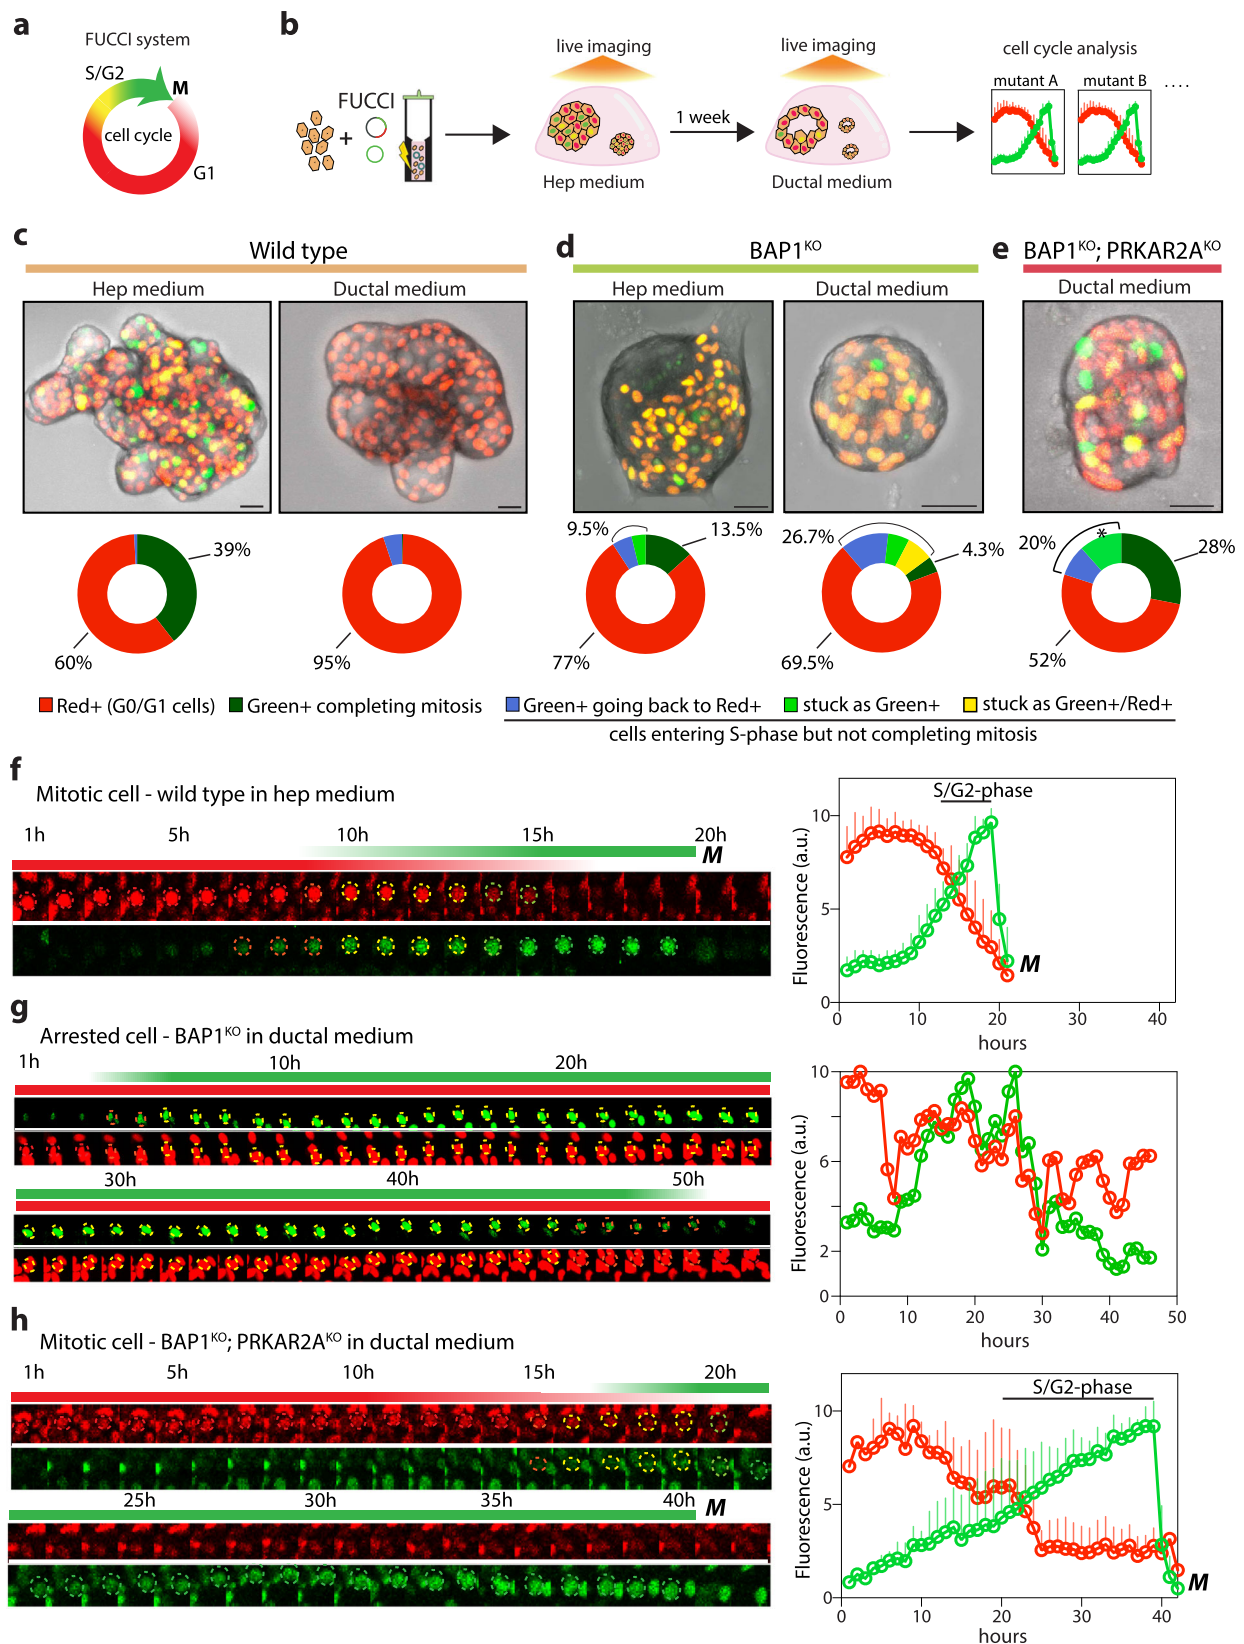 a
FUCCI system
S/G2
M
cell cycle
G1
b
FUCCI
+
live imaging
Hep medium
1 week
live imaging
Ductal medium
cell cycle analysis
mutant A
mutant B
....
c
Wild type
Hep medium
Ductal medium
39%
60%
95%
d
BAP1KO
Hep medium
Ductal medium
9.5%
13.5%
77%
26.7%
4.3%
69.5%
e
BAP1KO; PRKAR2AKO
Ductal medium
20%
*
28%
52%
Red+ (G0/G1 cells)
Green+ completing mitosis
Green+ going back to Red+
stuck as Green+
stuck as Green+/Red+
cells entering S-phase but not completing mitosis
f
Mitotic cell - wild type in hep medium
1h 5h 10h 15h 20h
M
S/G2-phase
Fluorescence (a.u.)
10
5
0
M
0 10 20 30 40
hours
g
Arrested cell - BAP1KO in ductal medium
1h 10h 20h
30h 40h 50h
Fluorescence (a.u.)
10
6
2
0
0 10 20 30 40 50
hours
h
Mitotic cell - BAP1KO; PRKAR2AKO in ductal medium
1h 5h 10h 15h 20h
25h 30h 35h 40h
M
S/G2-phase
Fluorescence (a.u.)
10
5
0
M
0 10 20 30 40
hours